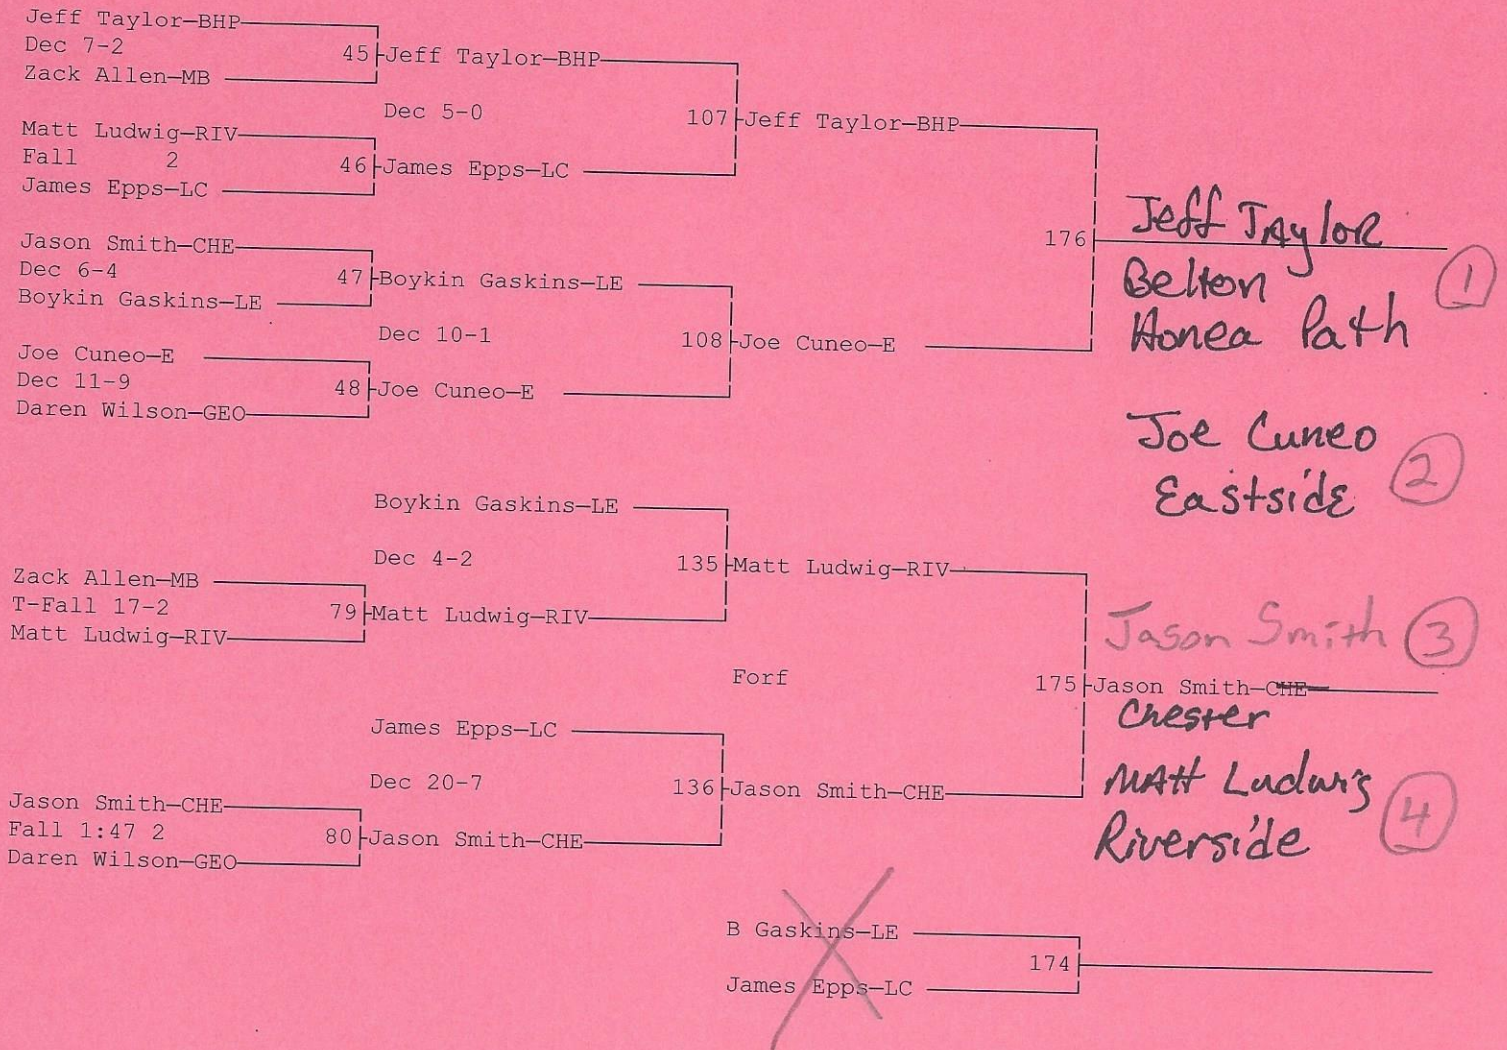 Jeff Taylor—BHP
Dec 7-2
45 Jeff Taylor—BHP
Zack Allen—MB
Dec 5-0
107 Jeff Taylor—BHP
Matt Ludwig—RIV
Fall 2
46 James Epps—LC
James Epps—LC
176 Jeff Taylor
Belton
Honea Path
1
Jason Smith—CHE
Dec 6-4
47 Boykin Gaskins—LE
Boykin Gaskins—LE
Dec 10-1
108 Joe Cuneo—E
Joe Cuneo—E
Dec 11-9
48 Joe Cuneo—E
Daren Wilson—GEO
Joe Cuneo
Eastside
2
Boykin Gaskins—LE
Dec 4-2
135 Matt Ludwig—RIV
Zack Allen—MB
T-Fall 17-2
79 Matt Ludwig—RIV
Matt Ludwig—RIV
Jason Smith 3
Forf
175 Jason Smith—CHE
Chester
James Epps—LC
Dec 20-7
136 Jason Smith—CHE
Matt Ludwig
Riverside
4
Jason Smith—CHE
Fall 1:47 2
80 Jason Smith—CHE
Daren Wilson—GEO
B Gaskins—LE
174
James Epps—LC